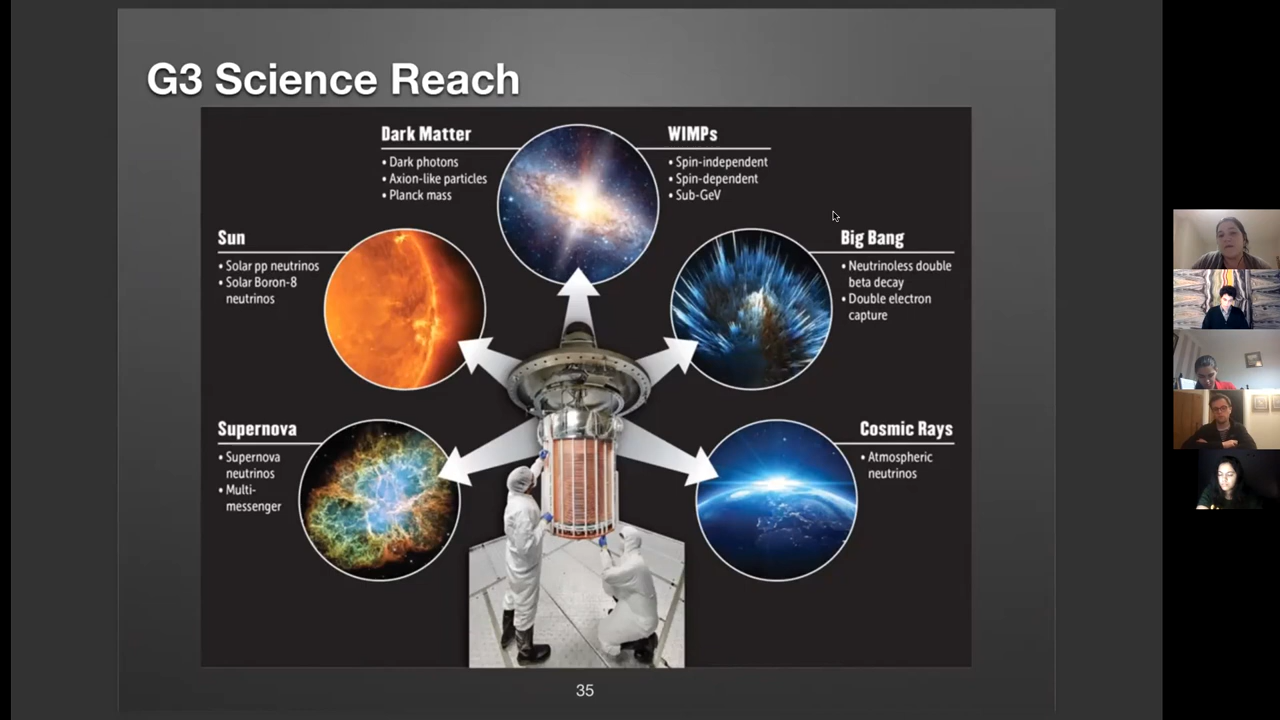 G3 Science Reach
Dark Matter
• Dark photons
• Axion-like particles
• Planck mass
WIMPs
• Spin-independent
• Spin-dependent
• Sub-GeV
Sun
• Solar pp neutrinos
• Solar Boron-8
neutrinos
Big Bang
• Neutrinoless double
beta decay
• Double electron
capture
Supernova
• Supernova
neutrinos
• Multi-
messenger
Cosmic Rays
• Atmospheric
neutrinos
35